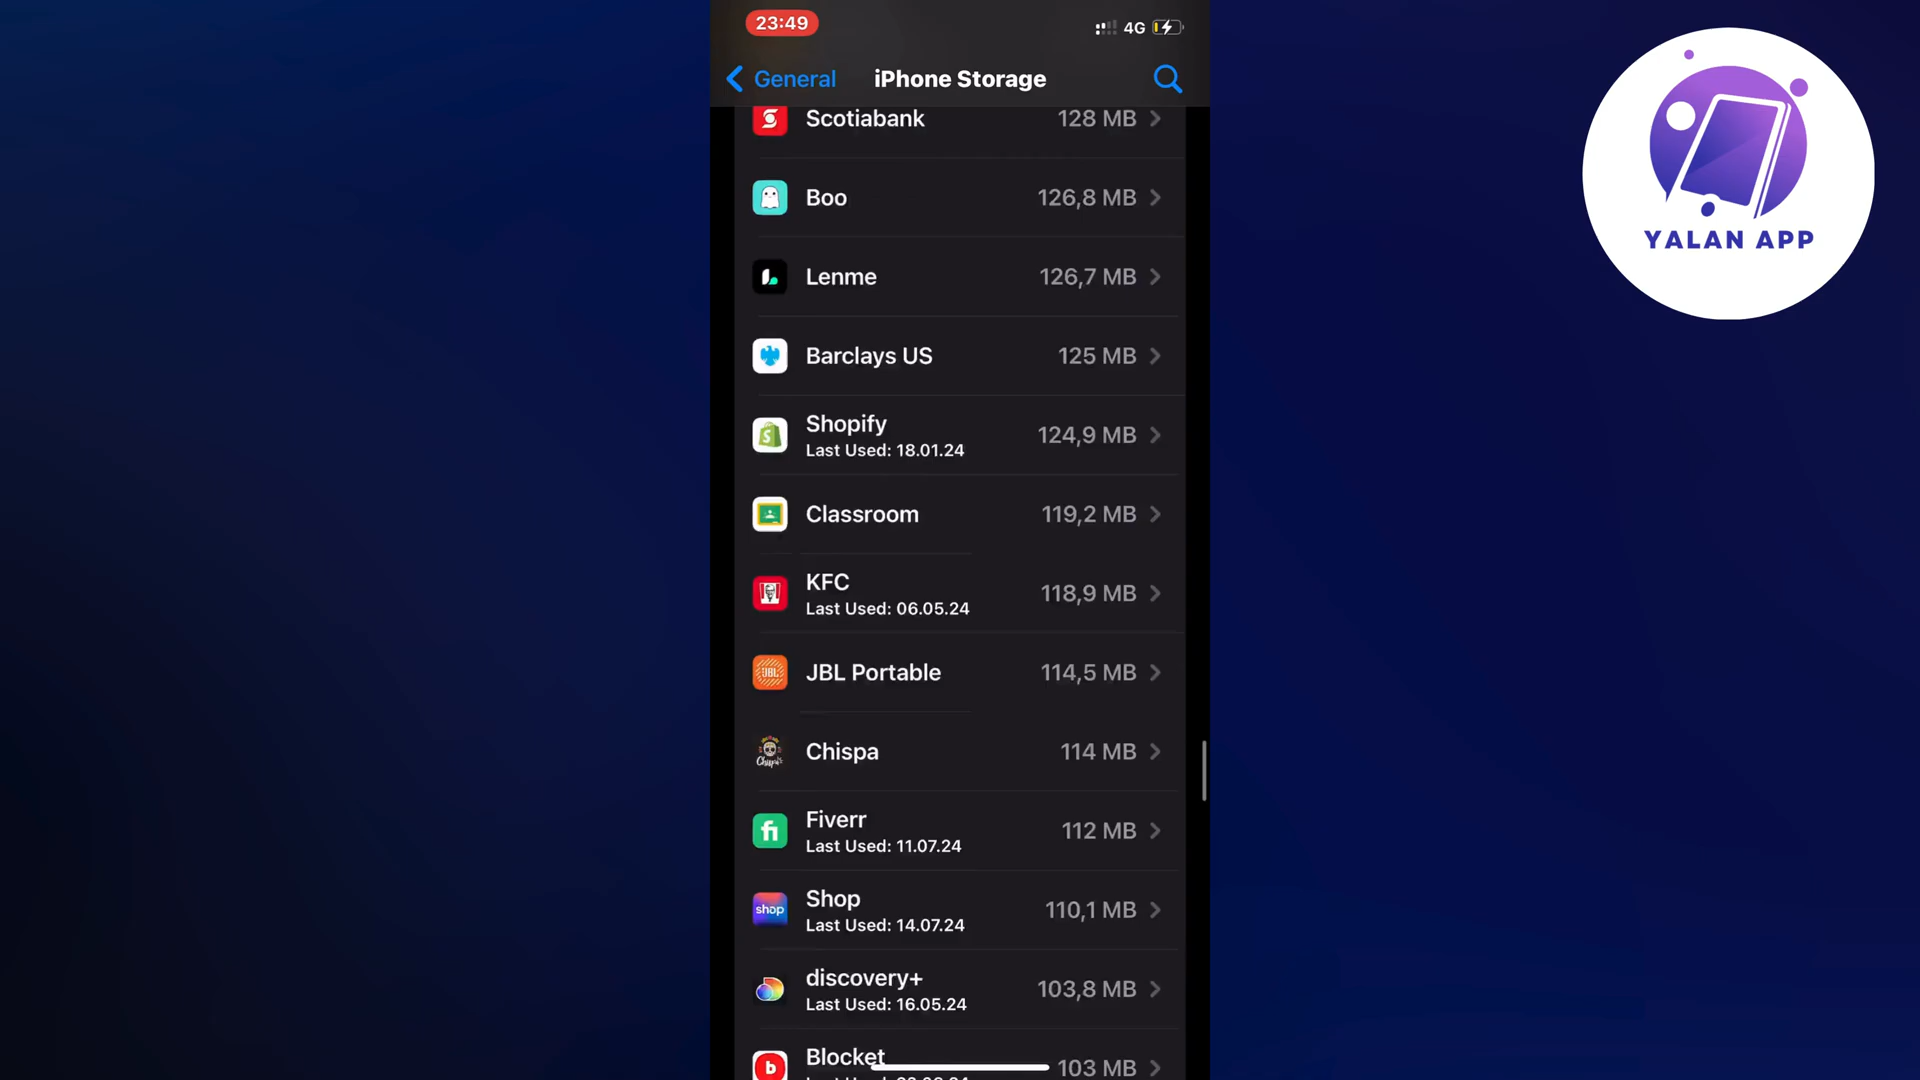 23:49
4G
General
iPhone Storage
Scotiabank
128 MB
Boo
126,8 MB
Lenme
126,7 MB
Barclays US
125 MB
Shopify
Last Used: 18.01.24
124,9 MB
Classroom
119,2 MB
KFC
Last Used: 06.05.24
118,9 MB
JBL
JBL Portable
114,5 MB
Chispa
114 MB
fi
Fiverr
Last Used: 11.07.24
112 MB
shop
Shop
Last Used: 14.07.24
110,1 MB
discovery+
Last Used: 16.05.24
103,8 MB
b
Blocket
103 MB
YALAN APP